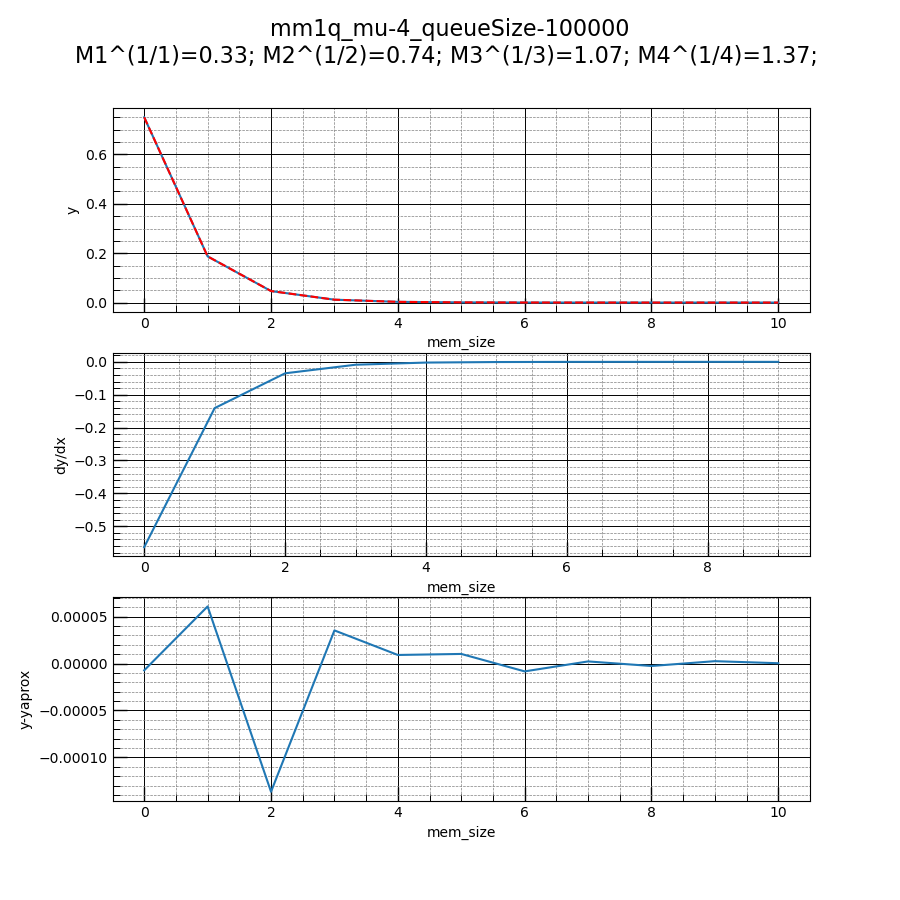 mm1q_mu-4_queueSize-100000
M1^(1/1)=0.33; M2^(1/2)=0.74; M3^(1/3)=1.07; M4^(1/4)=1.37;
0.6
0.4
0.2
0.0
y
0 2 4 6 8 10
mem_size
0.0
−0.1
−0.2
−0.3
−0.4
−0.5
dy/dx
0 2 4 6 8
mem_size
0.00005
0.00000
−0.00005
−0.00010
y-yaprox
0 2 4 6 8 10
mem_size